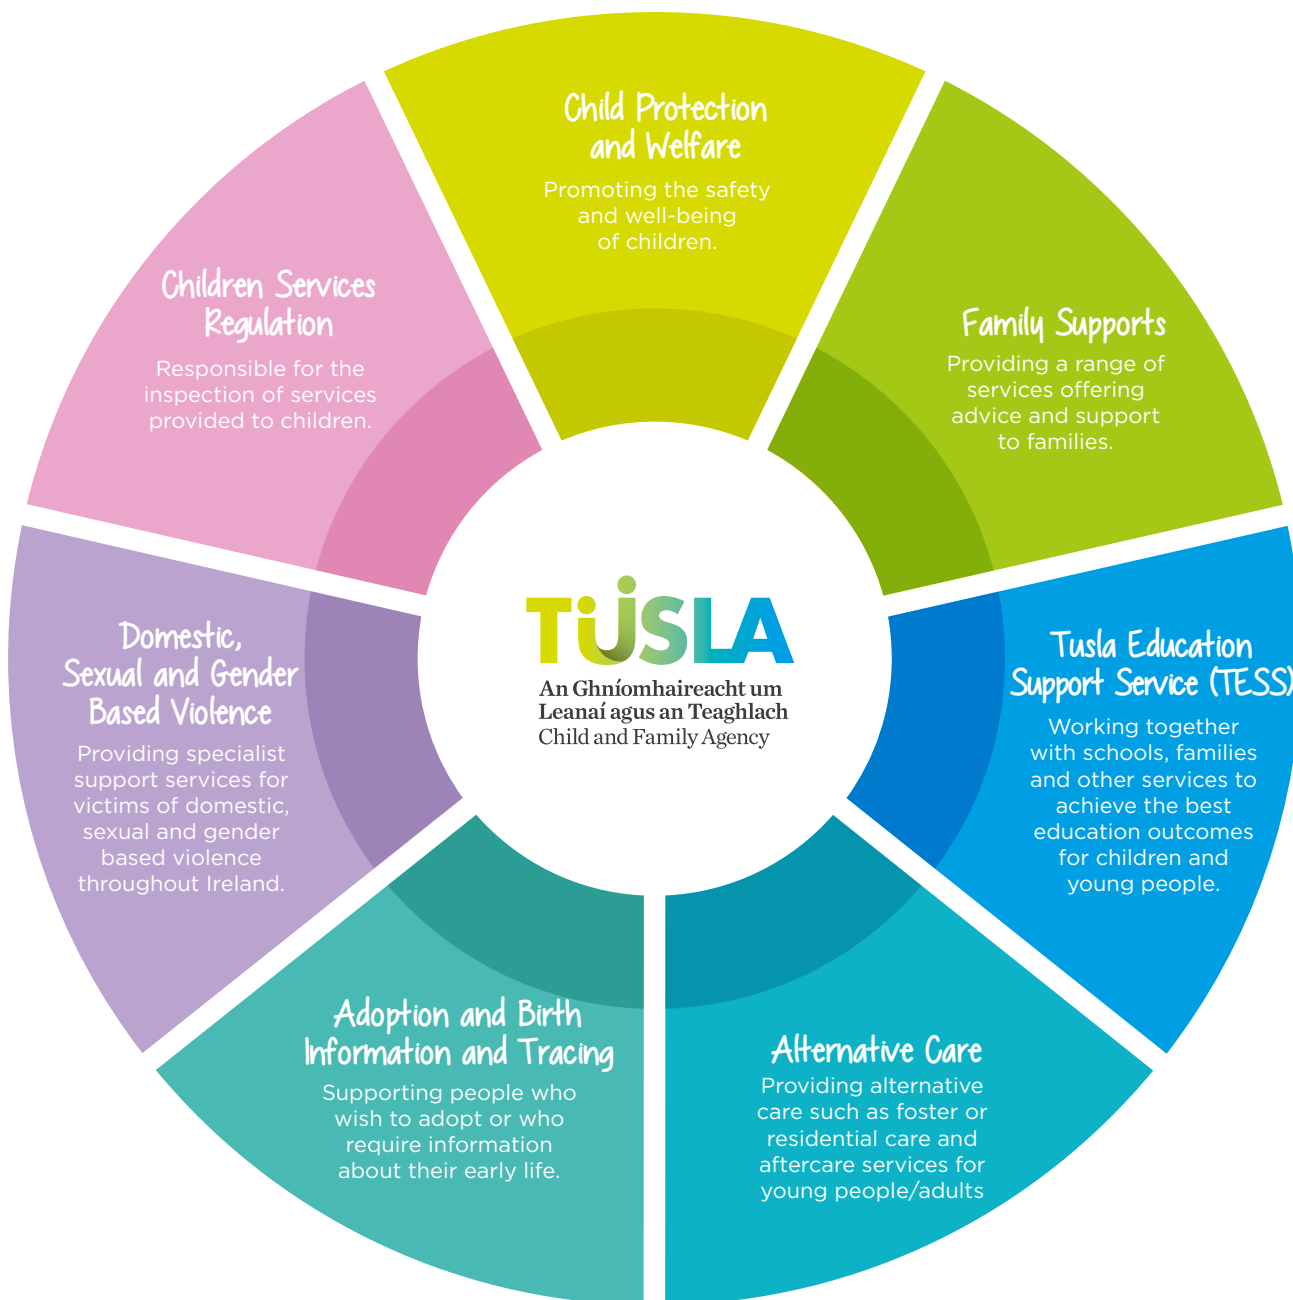 Child Protection
and Welfare
Promoting the safety
and well-being
of children.
Family Supports
Providing a range of
services offering
advice and support
to families.
Tusla Education
Support Service (TESS)
Working together
with schools, families
and other services to
achieve the best
education outcomes
for children and
young people.
Alternative Care
Providing alternative
care such as foster or
residential care and
aftercare services for
young people/adults
Adoption and Birth
Information and Tracing
Supporting people who
wish to adopt or who
require information
about their early life.
Domestic,
Sexual and Gender
Based Violence
Providing specialist
support services for
victims of domestic,
sexual and gender
based violence
throughout Ireland.
Children Services
Regulation
Responsible for the
inspection of services
provided to children.
TUSLA
An Ghníomhaireacht um
Leanaí agus an Teaghlach
Child and Family Agency